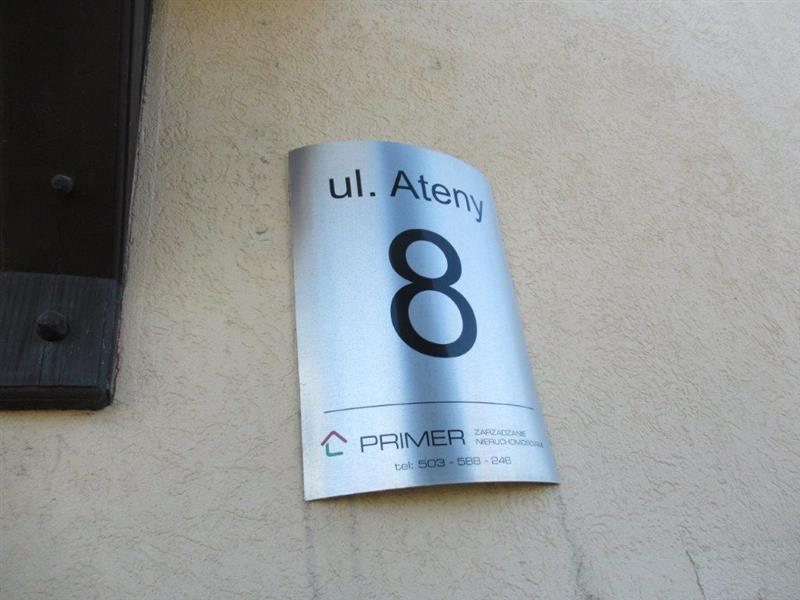 ul. Ateny
8
PRIMER
ZARZĄDZANIE
NIERUCHOMOŚCIAMI
tel: 503 - 588 - 246